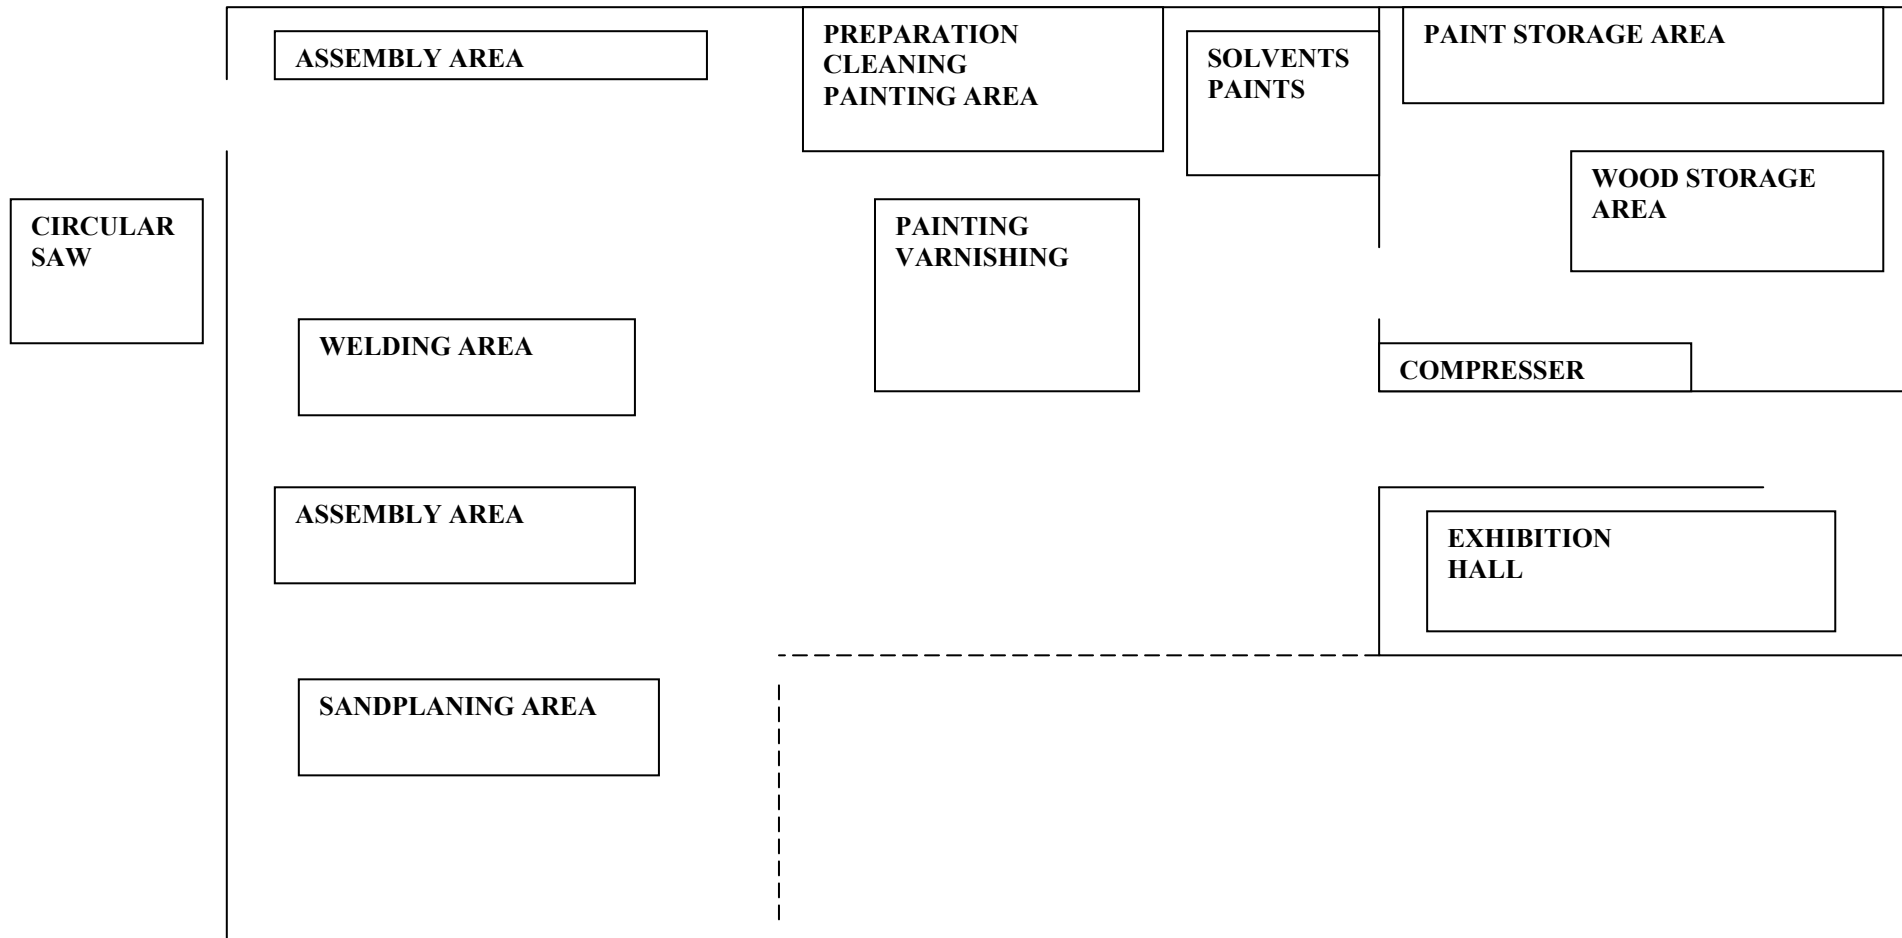 ASSEMBLY AREA
PREPARATION
CLEANING
PAINTING AREA
SOLVENTS
PAINTS
PAINT STORAGE AREA
WOOD STORAGE
AREA
CIRCULAR
SAW
PAINTING
VARNISHING
WELDING AREA
COMPRESSER
ASSEMBLY AREA
EXHIBITION
HALL
SANDPLANING AREA